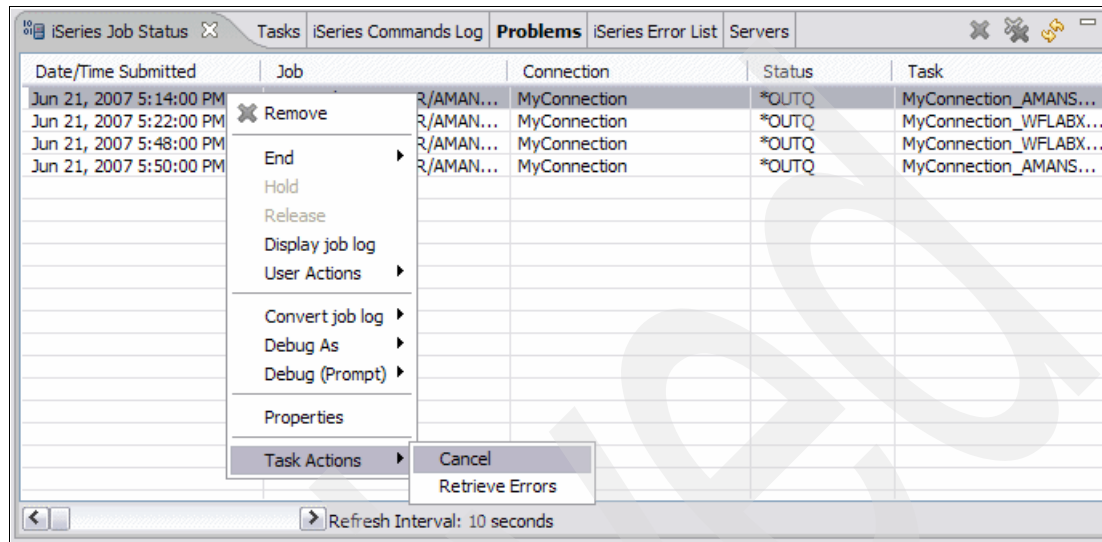 iSeries Job Status Tasks iSeries Commands Log Problems iSeries Error List Servers
Date/Time Submitted Job Connection Status Task
Jun 21, 2007 5:14:00 PM R/AMAN... MyConnection *OUTQ MyConnection_AMANS...
Jun 21, 2007 5:22:00 PM R/AMAN... MyConnection *OUTQ MyConnection_WFLABX...
Jun 21, 2007 5:48:00 PM R/AMAN... MyConnection *OUTQ MyConnection_WFLABX...
Jun 21, 2007 5:50:00 PM R/AMAN... MyConnection *OUTQ MyConnection_AMANS...
Remove
End
Hold
Release
Display job log
User Actions
Convert job log
Debug As
Debug (Prompt)
Properties
Task Actions
Cancel
Retrieve Errors
Refresh Interval: 10 seconds